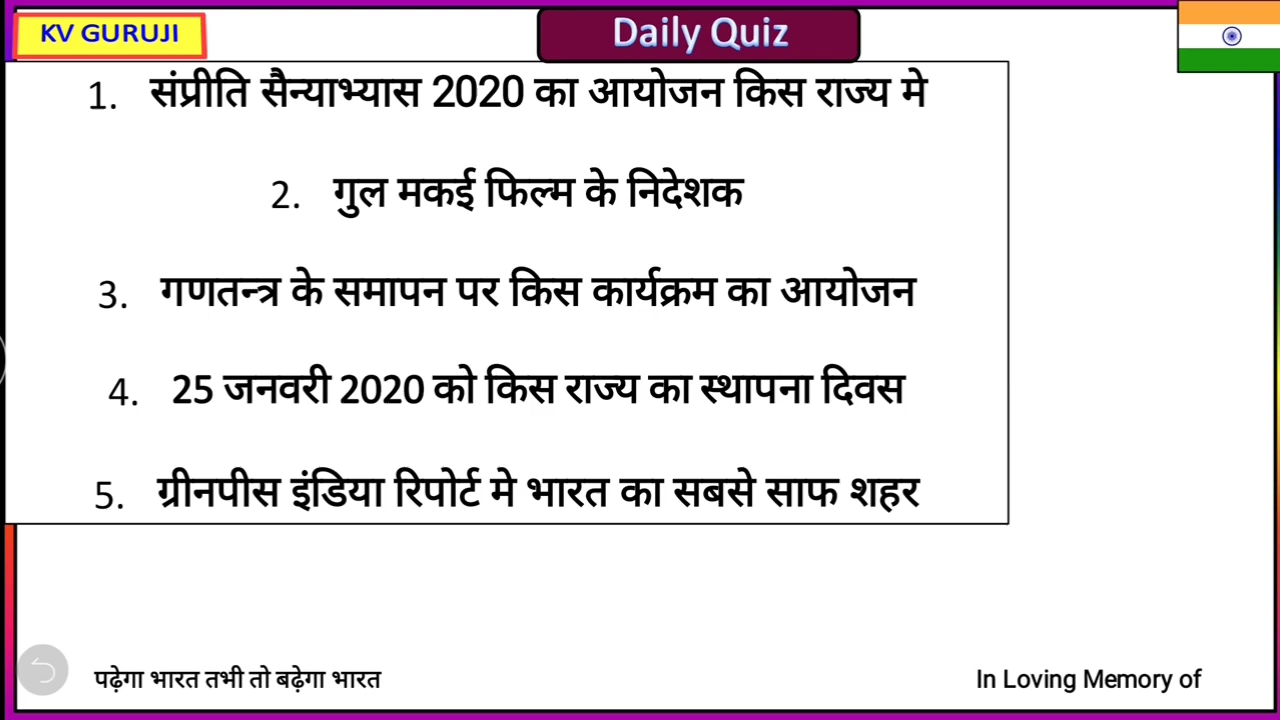 KV GURUJI
Daily Quiz
1. संप्रीति सैन्याभ्यास 2020 का आयोजन किस राज्य मे
2. गुल मकई फिल्म के निदेशक
3. गणतन्त्र के समापन पर किस कार्यक्रम का आयोजन
4. 25 जनवरी 2020 को किस राज्य का स्थापना दिवस
5. ग्रीनपीस इंडिया रिपोर्ट मे भारत का सबसे साफ शहर
पढ़ेगा भारत तभी तो बढ़ेगा भारत
In Loving Memory of